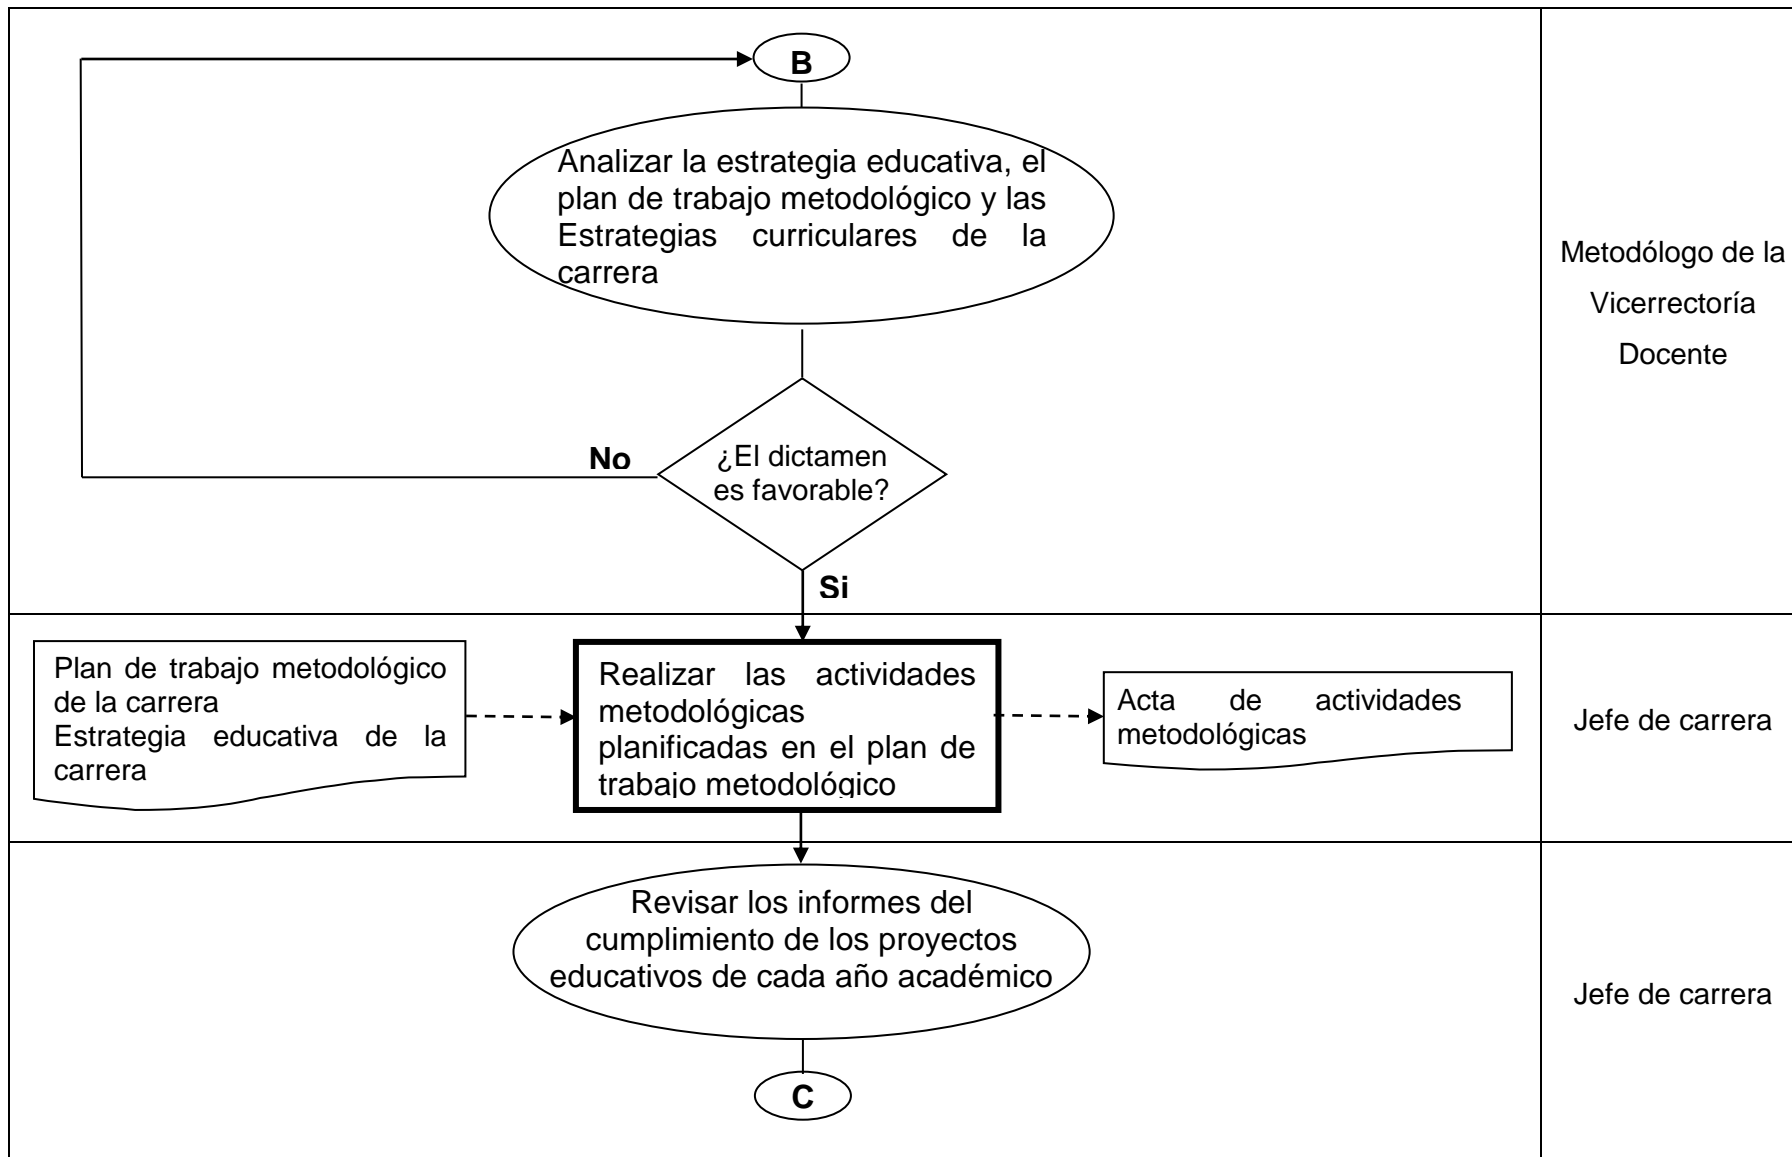 B
Analizar la estrategia educativa, el
plan de trabajo metodológico y las
Estrategias curriculares de la
carrera
Metodólogo de la
Vicerrectoría
Docente
No
¿El dictamen
es favorable?
Si
Plan de trabajo metodológico
de la carrera
Estrategia educativa de la
carrera
Realizar las actividades
metodológicas
planificadas en el plan de
trabajo metodológico
Acta de actividades
metodológicas
Jefe de carrera
Revisar los informes del
cumplimiento de los proyectos
educativos de cada año académico
Jefe de carrera
C